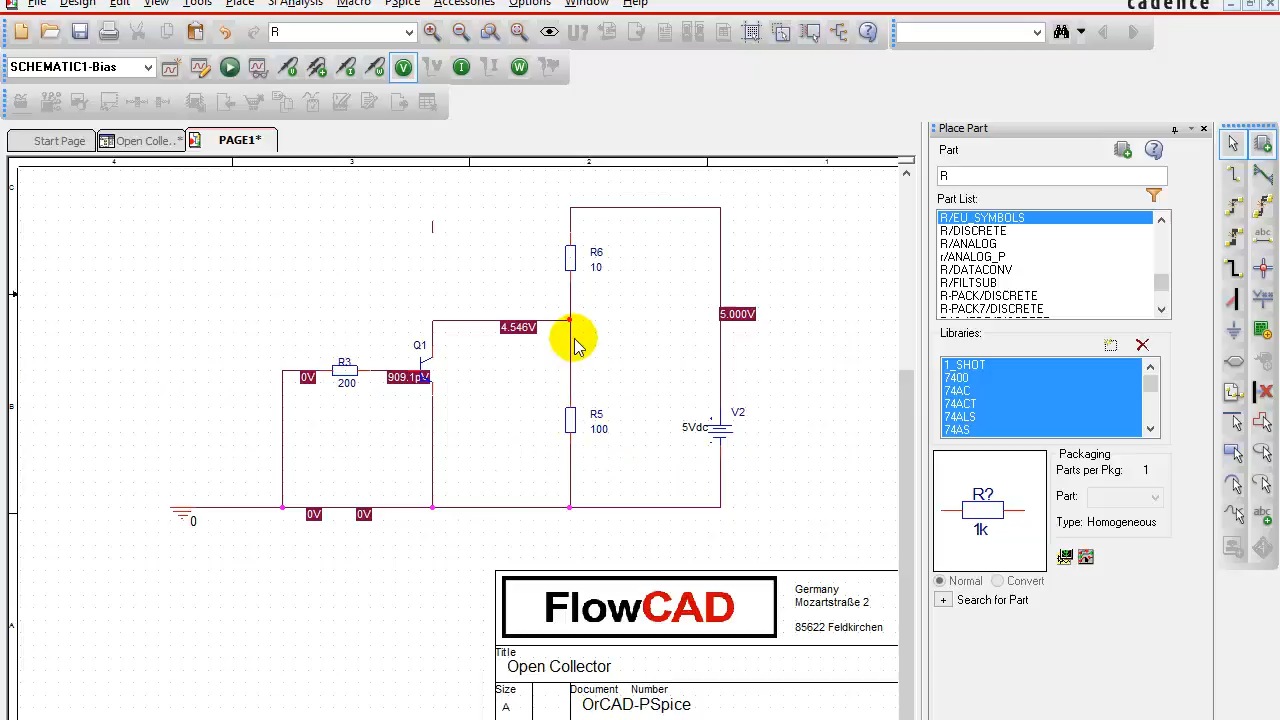 File Design Edit View Tools Place SI Analysis Macro PSpice Accessories Options Window Help
cadence
R
U7
SCHEMATIC1-Bias
V V I I W
Start Page
Open Colle..*
PAGE1*
4 3 2 1
C
B
A
R6
10
5.000V
4.546V
Q1
R3
200
0V
909.1pV
R5
100
V2
5Vdc
0
0V
0V
FlowCAD
Germany
Mozartstraße 2
85622 Feldkirchen
Title
Open Collector
Size
A
Document Number
OrCAD-PSpice
Place Part
Part
R
Part List:
R/EU_SYMBOLS
R/DISCRETE
R/ANALOG
r/ANALOG_P
R/DATACONV
R/FILTSUB
R-PACK/DISCRETE
R-PACK?/DISCRETE
Libraries:
1_SHOT
7400
74AC
74ACT
74ALS
74AS
R?
1k
Packaging
Parts per Pkg: 1
Part:
Type: Homogeneous
Normal Convert
+ Search for Part
abc
abc